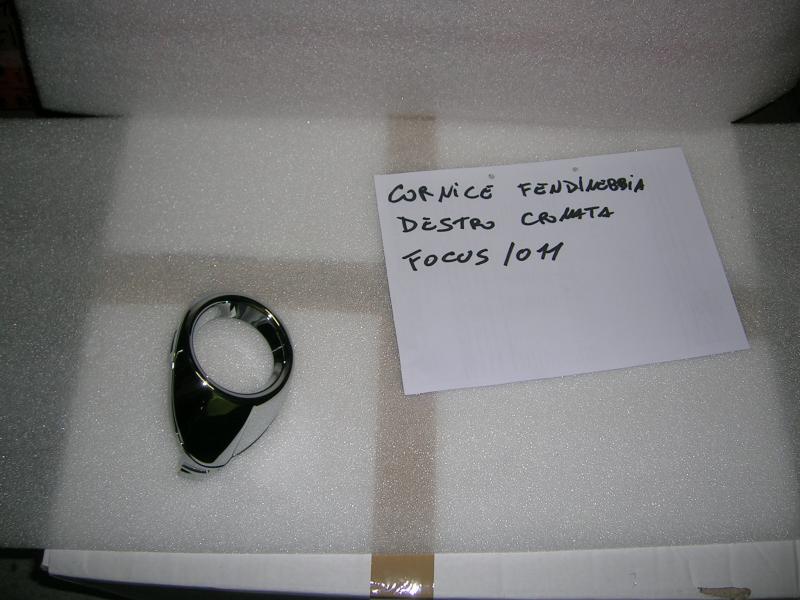 CORNICE FENDINEBBIA
DESTRO CROMATA
FOCUS /011